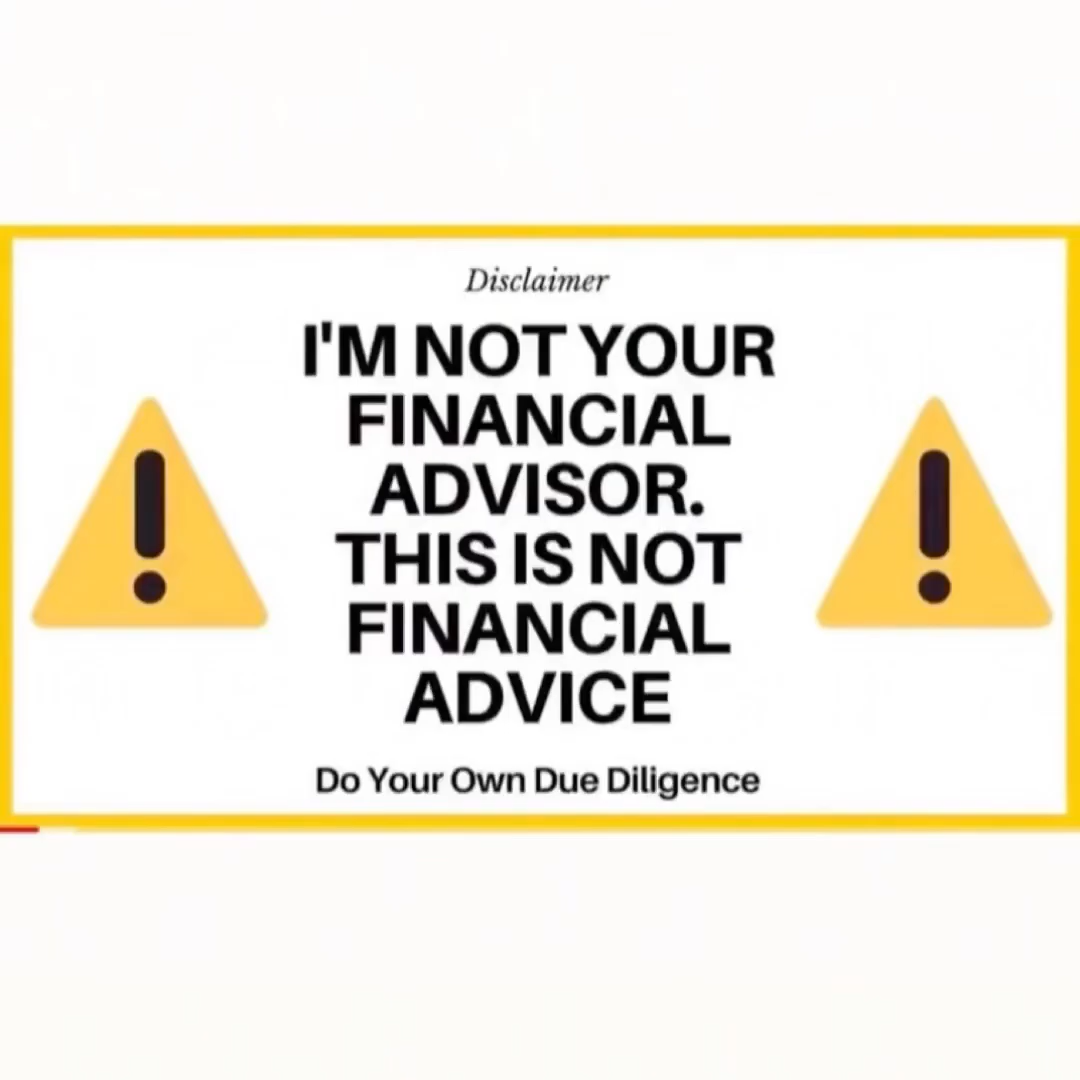 Disclaimer
I'M NOT YOUR
FINANCIAL
ADVISOR.
THIS IS NOT
FINANCIAL
ADVICE
Do Your Own Due Diligence